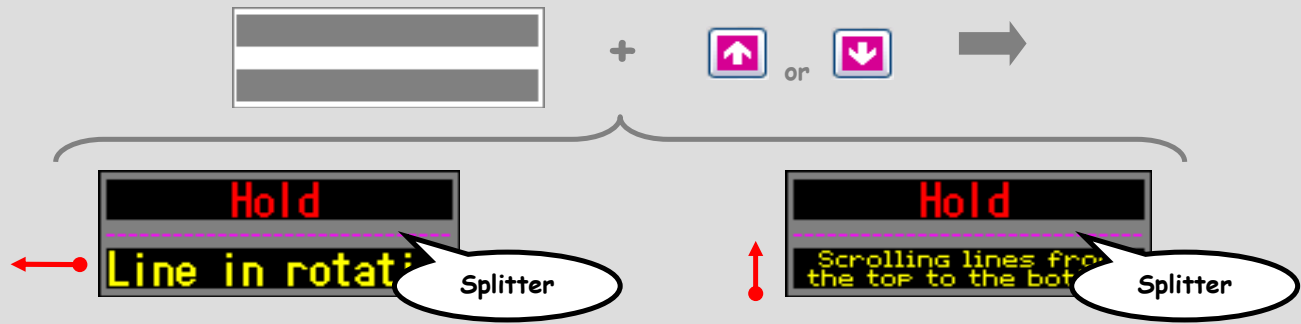 +
or
Hold
Line in rotati
Splitter
Hold
Scrolling lines fro
the top to the bot
Splitter